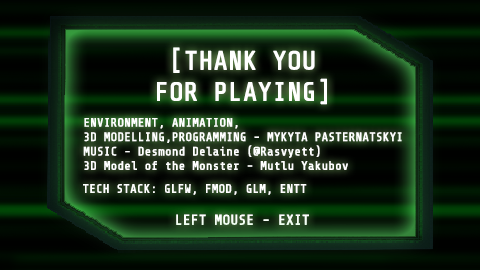 [THANK YOU
FOR PLAYING]
ENVIRONMENT, ANIMATION,
3D MODELLING,PROGRAMMING - MYKYTA PASTERNATSKYI
MUSIC - Desmond Delaine (@Rasvyett)
3D Model of the Monster - Mutlu Yakubov
TECH STACK: GLFW, FMOD, GLM, ENTT
LEFT MOUSE - EXIT